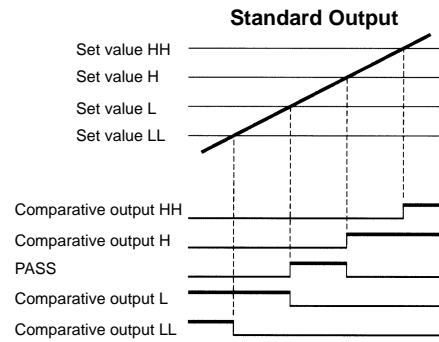 Standard Output
Set value HH
Set value H
Set value L
Set value LL
Comparative output HH
Comparative output H
PASS
Comparative output L
Comparative output LL